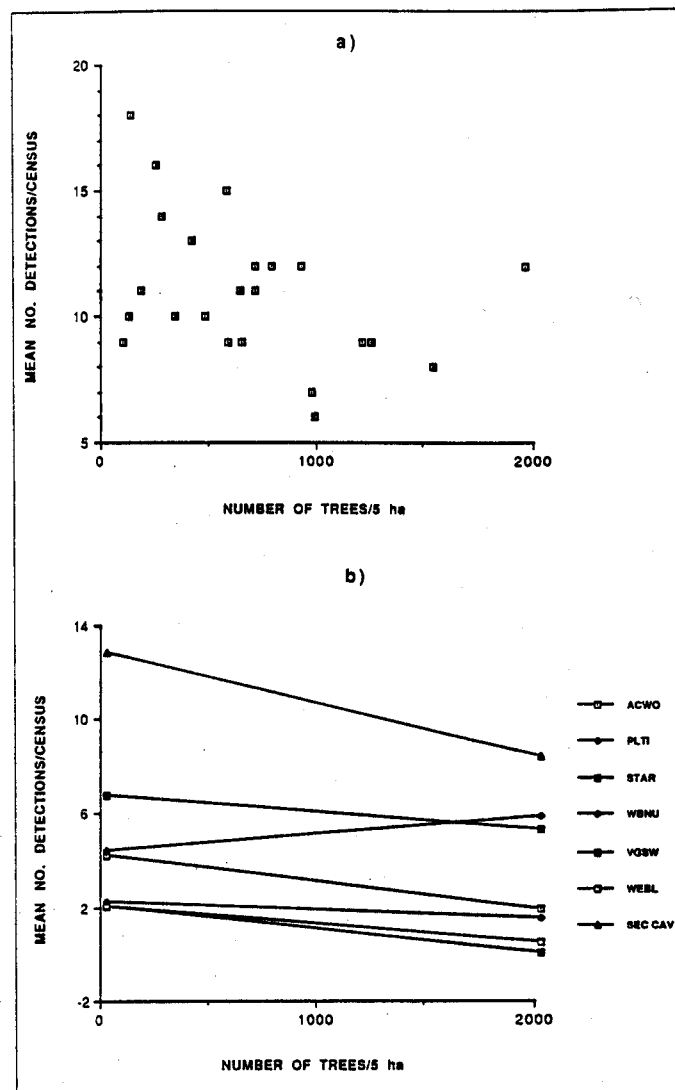 a)
20
15
10
5
MEAN NO. DETECTIONS/CENSUS
0
1000
2000
NUMBER OF TREES/5 ha
b)
14
10
6
2
-2
MEAN NO. DETECTIONS/CENSUS
0
1000
2000
NUMBER OF TREES/5 ha
ACWO
PLTI
STAR
WBNU
VGSW
WEBL
SEC CAV